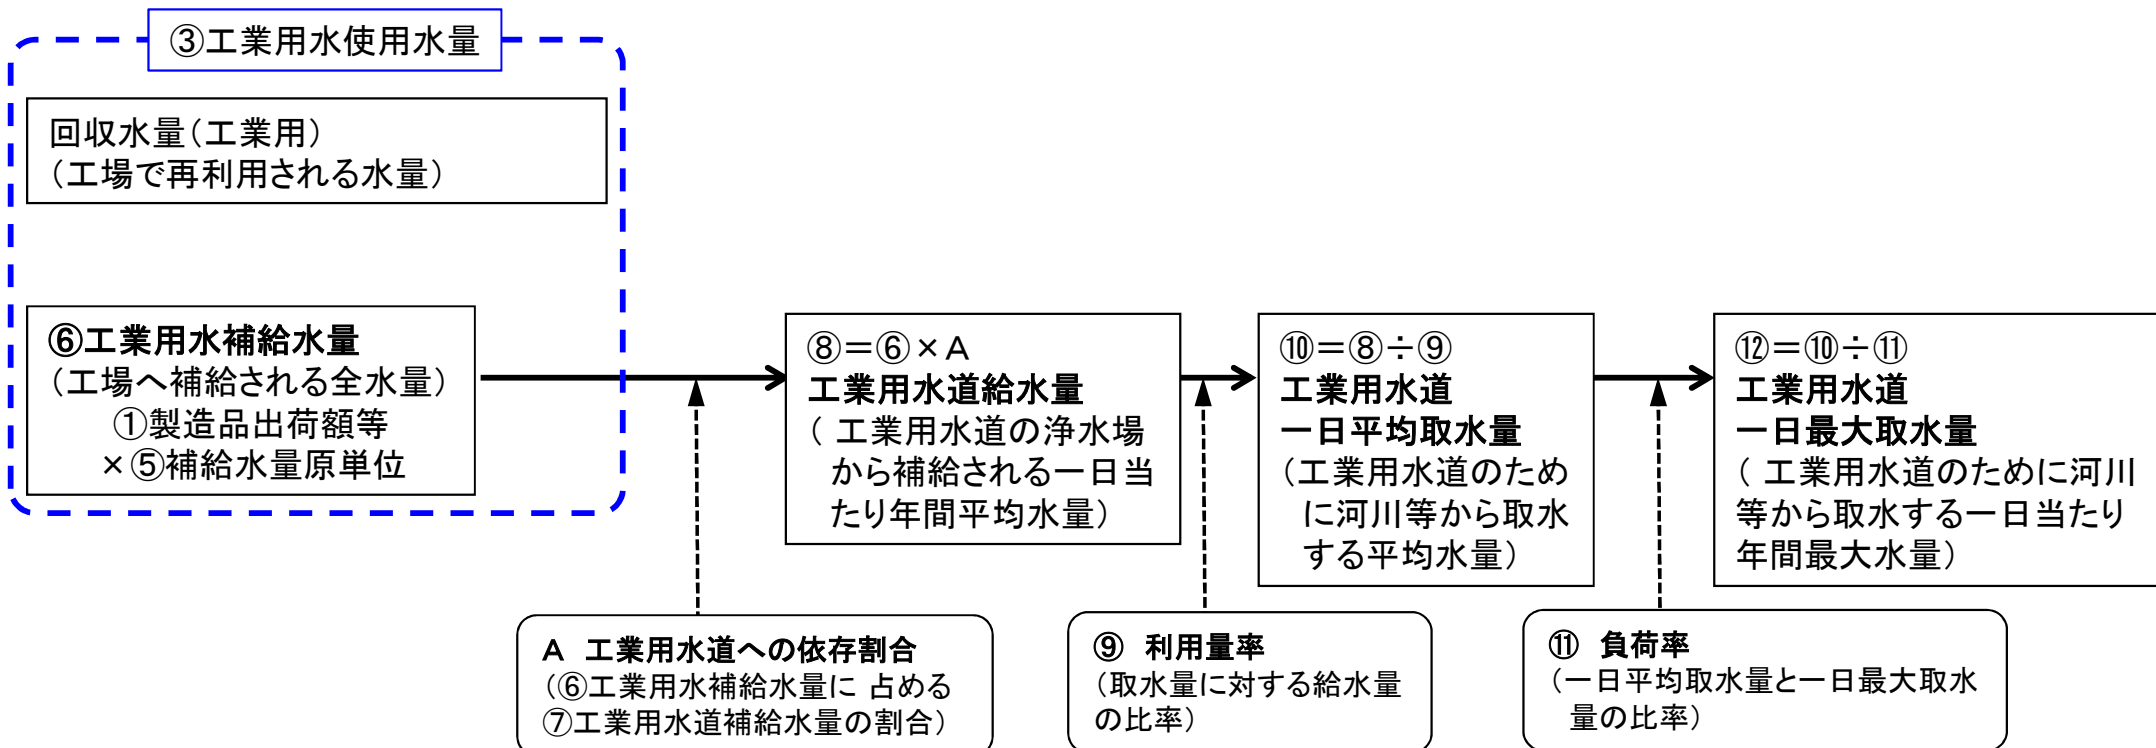 ③工業用水使用水量
回収水量(工業用)
(工場で再利用される水量)
⑥工業用水補給水量
(工場へ補給される全水量)
①製造品出荷額等
×⑤補給水量原単位
⑧=⑥×A
工業用水道給水量
( 工業用水道の浄水場
から補給される一日当
たり年間平均水量)
⑩=⑧÷⑨
工業用水道
一日平均取水量
(工業用水道のため
に河川等から取水
する平均水量)
⑫=⑩÷⑪
工業用水道
一日最大取水量
( 工業用水道のために河川
等から取水する一日当たり
年間最大水量)
A 工業用水道への依存割合
(⑥工業用水補給水量に 占める
⑦工業用水道補給水量の割合)
⑨ 利用量率
(取水量に対する給水量
の比率)
⑪ 負荷率
(一日平均取水量と一日最大取水
量の比率)